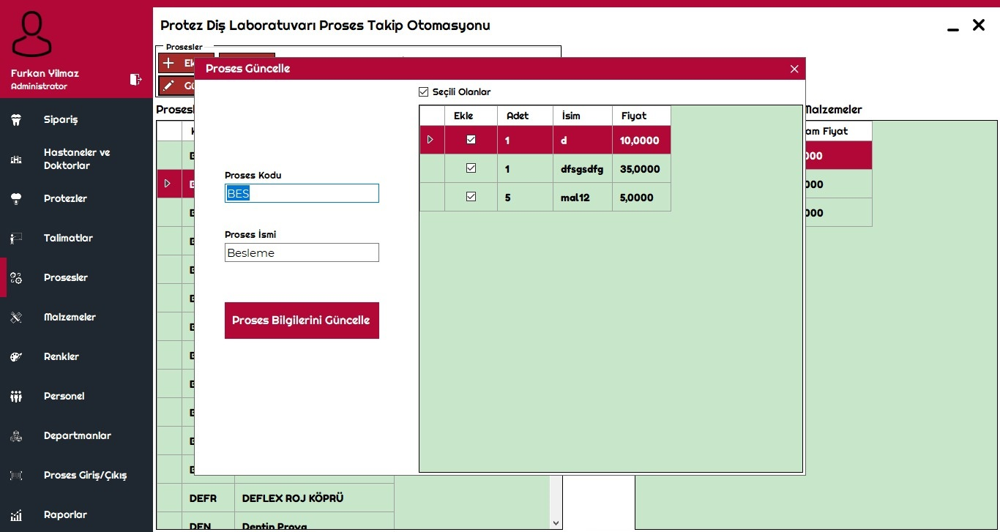 Protez Diş Laboratuvarı Proses Takip Otomasyonu
Furkan Yilmaz
Administrator
Sipariş
Hastaneler ve
Doktorlar
Protezler
Talimatlar
Prosesler
Malzemeler
Renkler
Personel
Departmanlar
Proses Giriş/Çıkış
Raporlar
Prosesler
Proses Güncelle
Proses Kodu
BES
Proses İsmi
Besleme
Proses Bilgilerini Güncelle
Seçili Olanlar
Ekle Adet İsim Fiyat
1 d 10,0000
1 dfsgsdfg 35,0000
5 mal12 5,0000
Malzemeler
am Fiyat
000
000
000
DEFR DEFLEX ROJ KÖPRÜ
DEN Dentin Prova